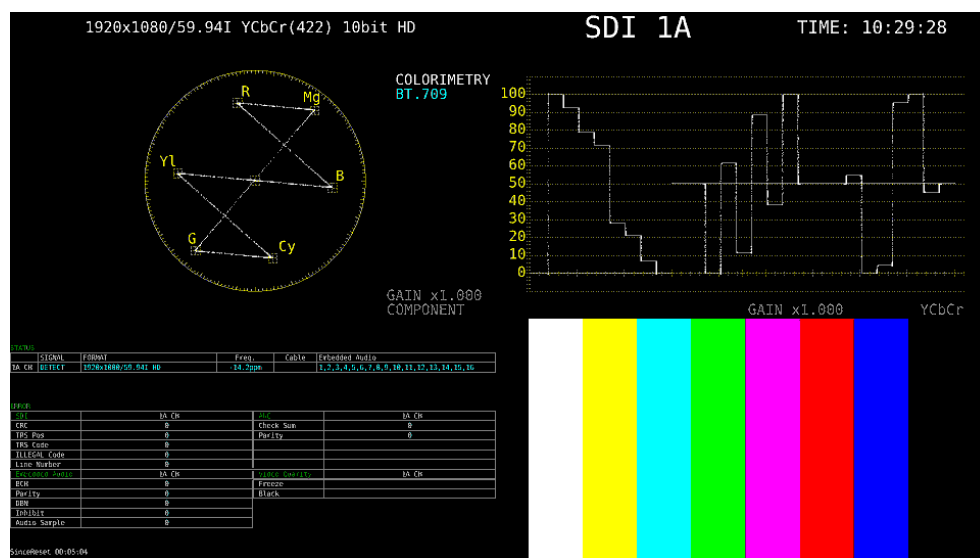 1920x1080/59.94I YCbCr(422) 10bit HD
SDI 1A
TIME: 10:29:28
COLORIMETRY
BT.709
R
Mg
Yl
B
G
Cy
GAIN x1.000
COMPONENT
100
90
80
70
60
50
40
30
20
10
0
GAIN x1.000
YCbCr
STATUS
SIGNAL FORMAT Freq. Cable Embedded Audio
1A CH DETECT 1920x1080/59.94I HD -14.2ppm 1,2,3,4,5,6,7,8,9,10,11,12,13,14,15,16
ERROR
SDI 1A CH
CRC 0
TRS Pos 0
TRS Code 0
ILLEGAL Code 0
Line Number 0
Embedded Audio 1A CH
BCH 0
Parity 0
DBN 0
Inhibit 0
Audio Sample 0
ANC 1A CH
Check Sum 0
Parity 0
Video Quality 1A CH
Freeze
Black
SinceReset 00:05:04